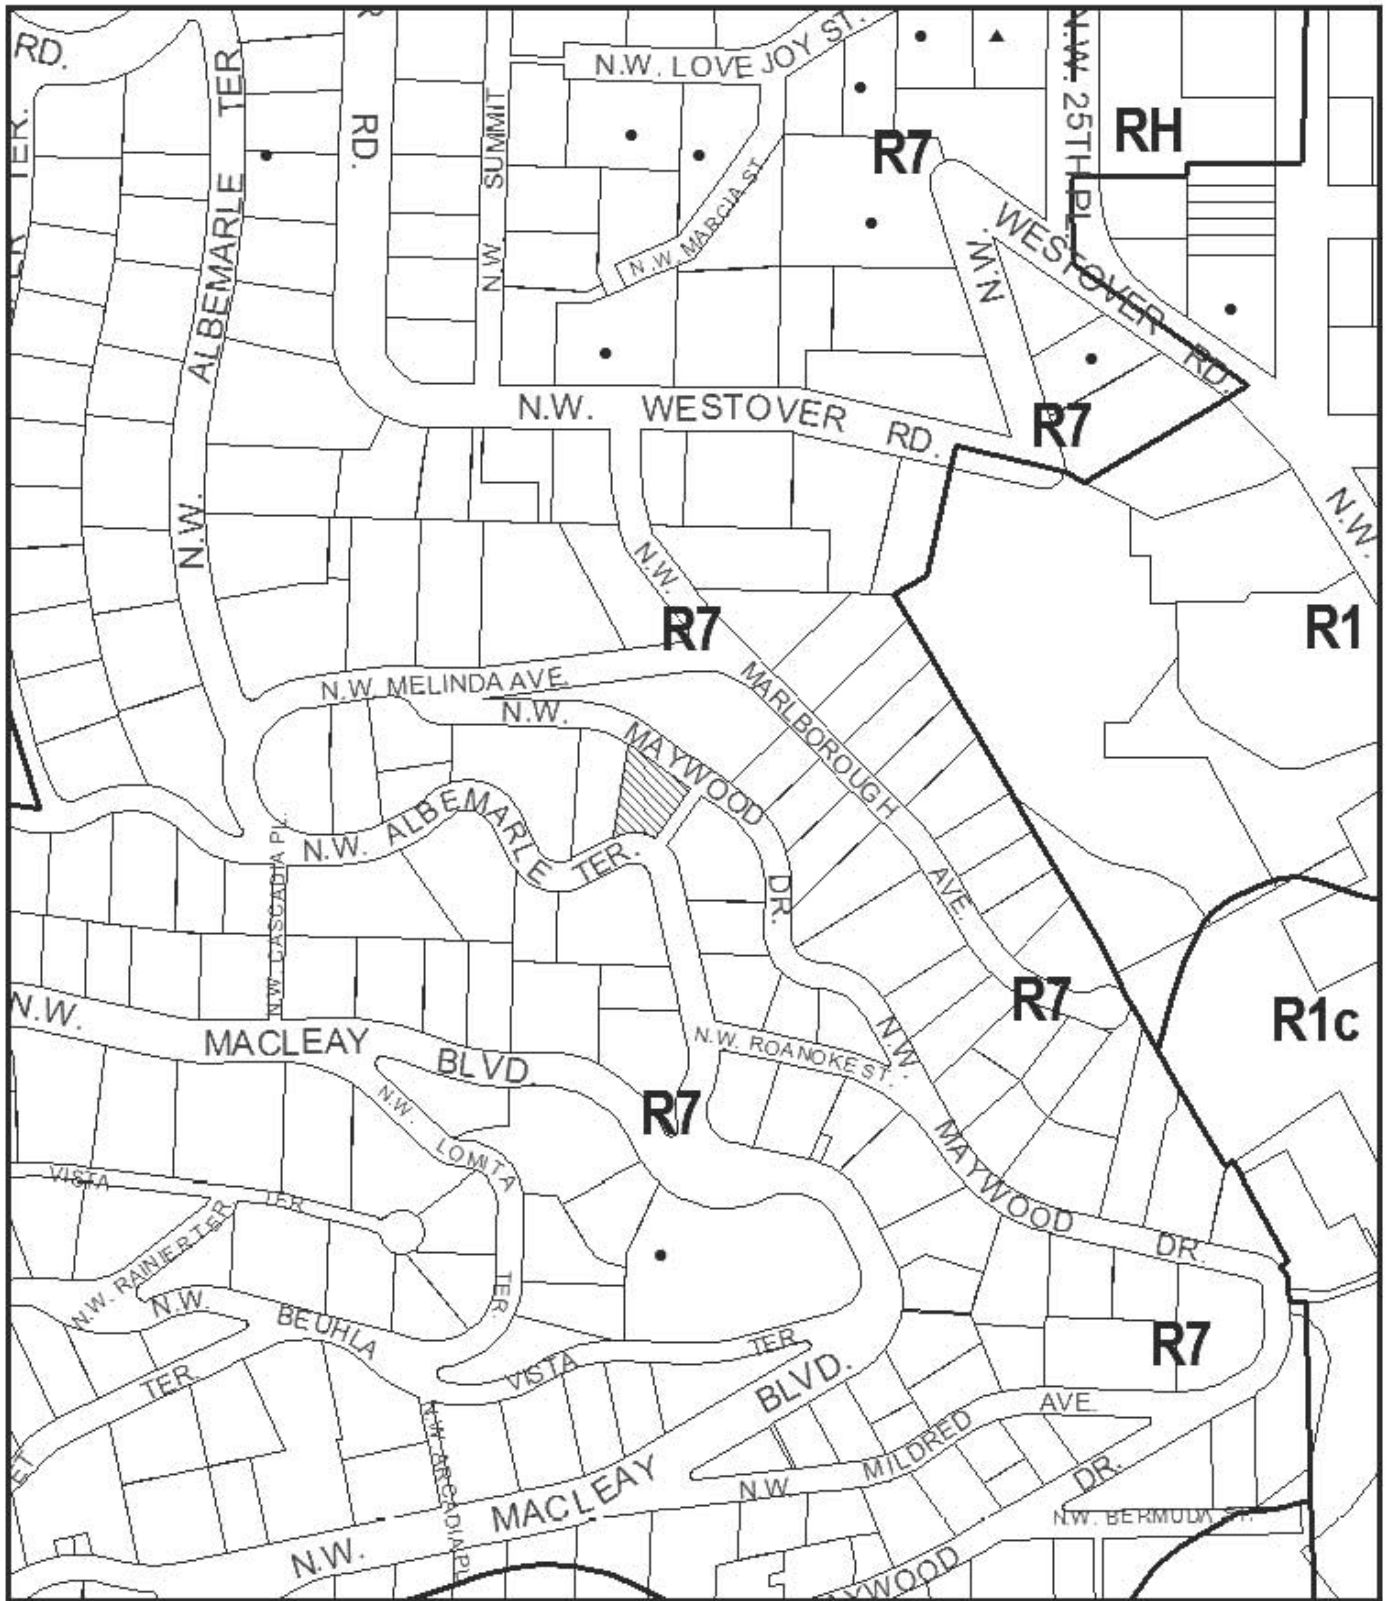 RD.
ALBEMARLE TER
N.W.
TER.
RD.
N.W. SUMMIT
N.W. LOVEJOY ST.
N.W. MARCIA ST
R7
N.W. 25TH PL.
RH
WESTOVER RD.
N.W.
N.W. WESTOVER RD.
R7
N.W.
R1
N.W.
R7
MARLBOROUGH AVE.
N.W MELINDA AVE.
N.W. MAYWOOD DR.
N.W. ALBEMARLE TER.
N.W. CASCADIA PL.
R7
R1c
N.W. MACLEAY BLVD.
N.W. ROANOKE ST.
N.W. MAYWOOD DR.
R7
N.W. LOMITA TER.
VISTA TER
N.W. RAINIER TER
N.W. BEUHLA
TER.
VISTA TER
R7
N.W. MACLEAY BLVD.
N.W. ARCADIA PL
N.W MILDRED AVE.
DR.
N.W. BERMUDA ST.
AYWOOD